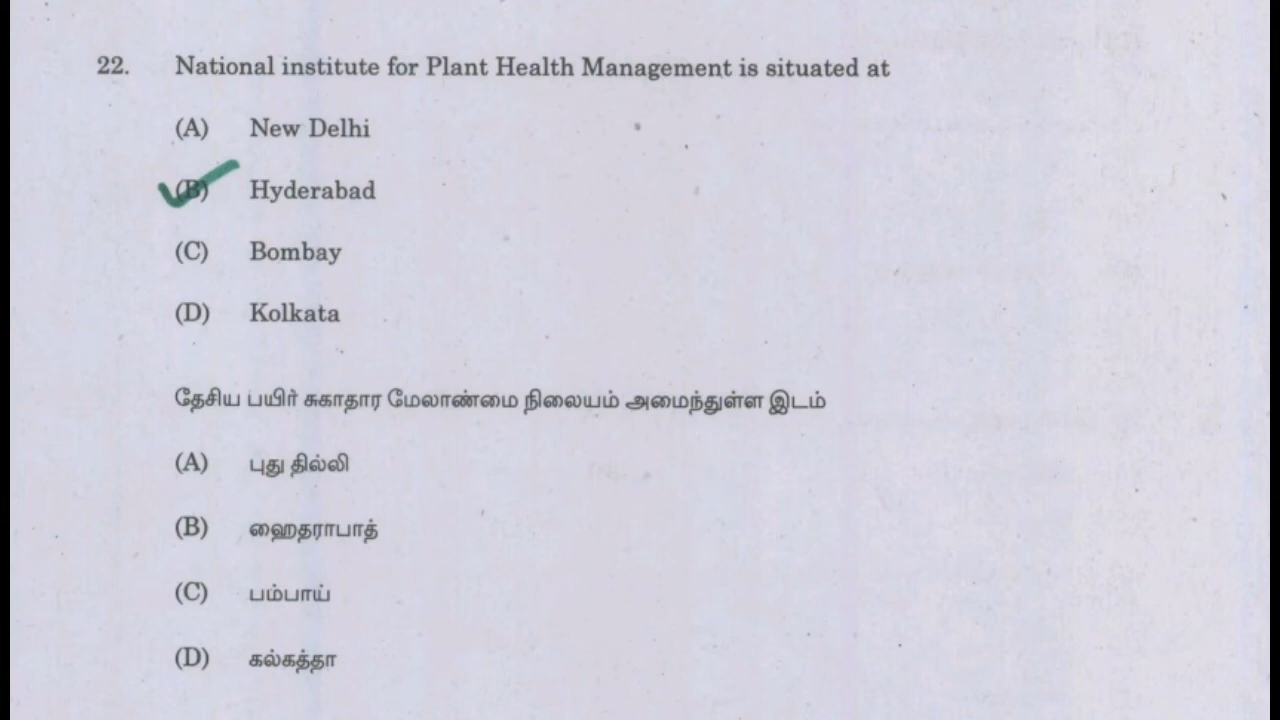 22. National institute for Plant Health Management is situated at
(A) New Delhi
(B) Hyderabad
(C) Bombay
(D) Kolkata
தேசிய பயிர் சுகாதார மேலாண்மை நிலையம் அமைந்துள்ள இடம்
(A) புது தில்லி
(B) ஹைதராபாத்
(C) பம்பாய்
(D) கல்கத்தா